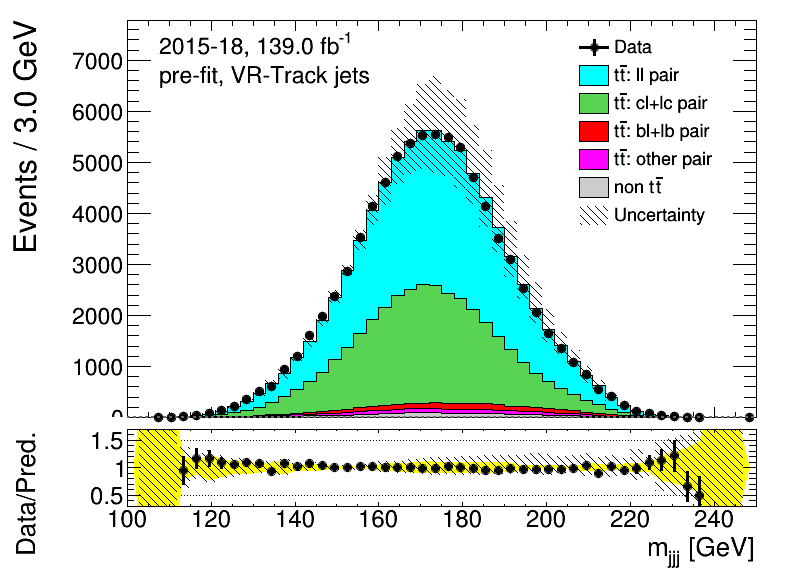 Events / 3.0 GeV
2015-18, 139.0 fb⁻¹
pre-fit, VR-Track jets
Data
tt̄: ll pair
tt̄: cl+lc pair
tt̄: bl+lb pair
tt̄: other pair
non tt̄
Uncertainty
7000
6000
5000
4000
3000
2000
1000
0
Data/Pred.
1.5
1
0.5
100 120 140 160 180 200 220 240
m_jjj [GeV]